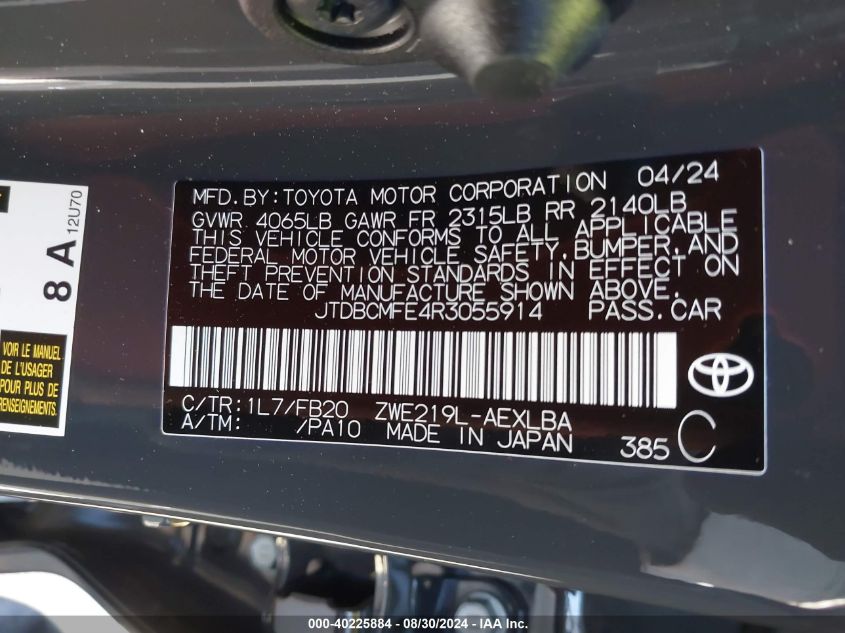 MFD.BY:TOYOTA MOTOR CORPORATION 04/24
GVWR 4065LB GAWR FR 2315LB RR 2140LB
THIS VEHICLE CONFORMS TO ALL APPLICABLE
FEDERAL MOTOR VEHICLE SAFETY,BUMPER,AND
THEFT PREVENTION STANDARDS IN EFFECT ON
THE DATE OF MANUFACTURE SHOWN ABOVE.
JTDBCMFE4R3055914 PASS.CAR
C/TR:1L7/FB20 ZWE219L-AEXLBA
A/TM: /PA10 MADE IN JAPAN 385 C
8 A 12U70
VOIR LE MANUEL
DE L'USAGER
POUR PLUS DE
RENSEIGNEMENTS.
000-40225884 / 08/30/2024 - IAA Inc.